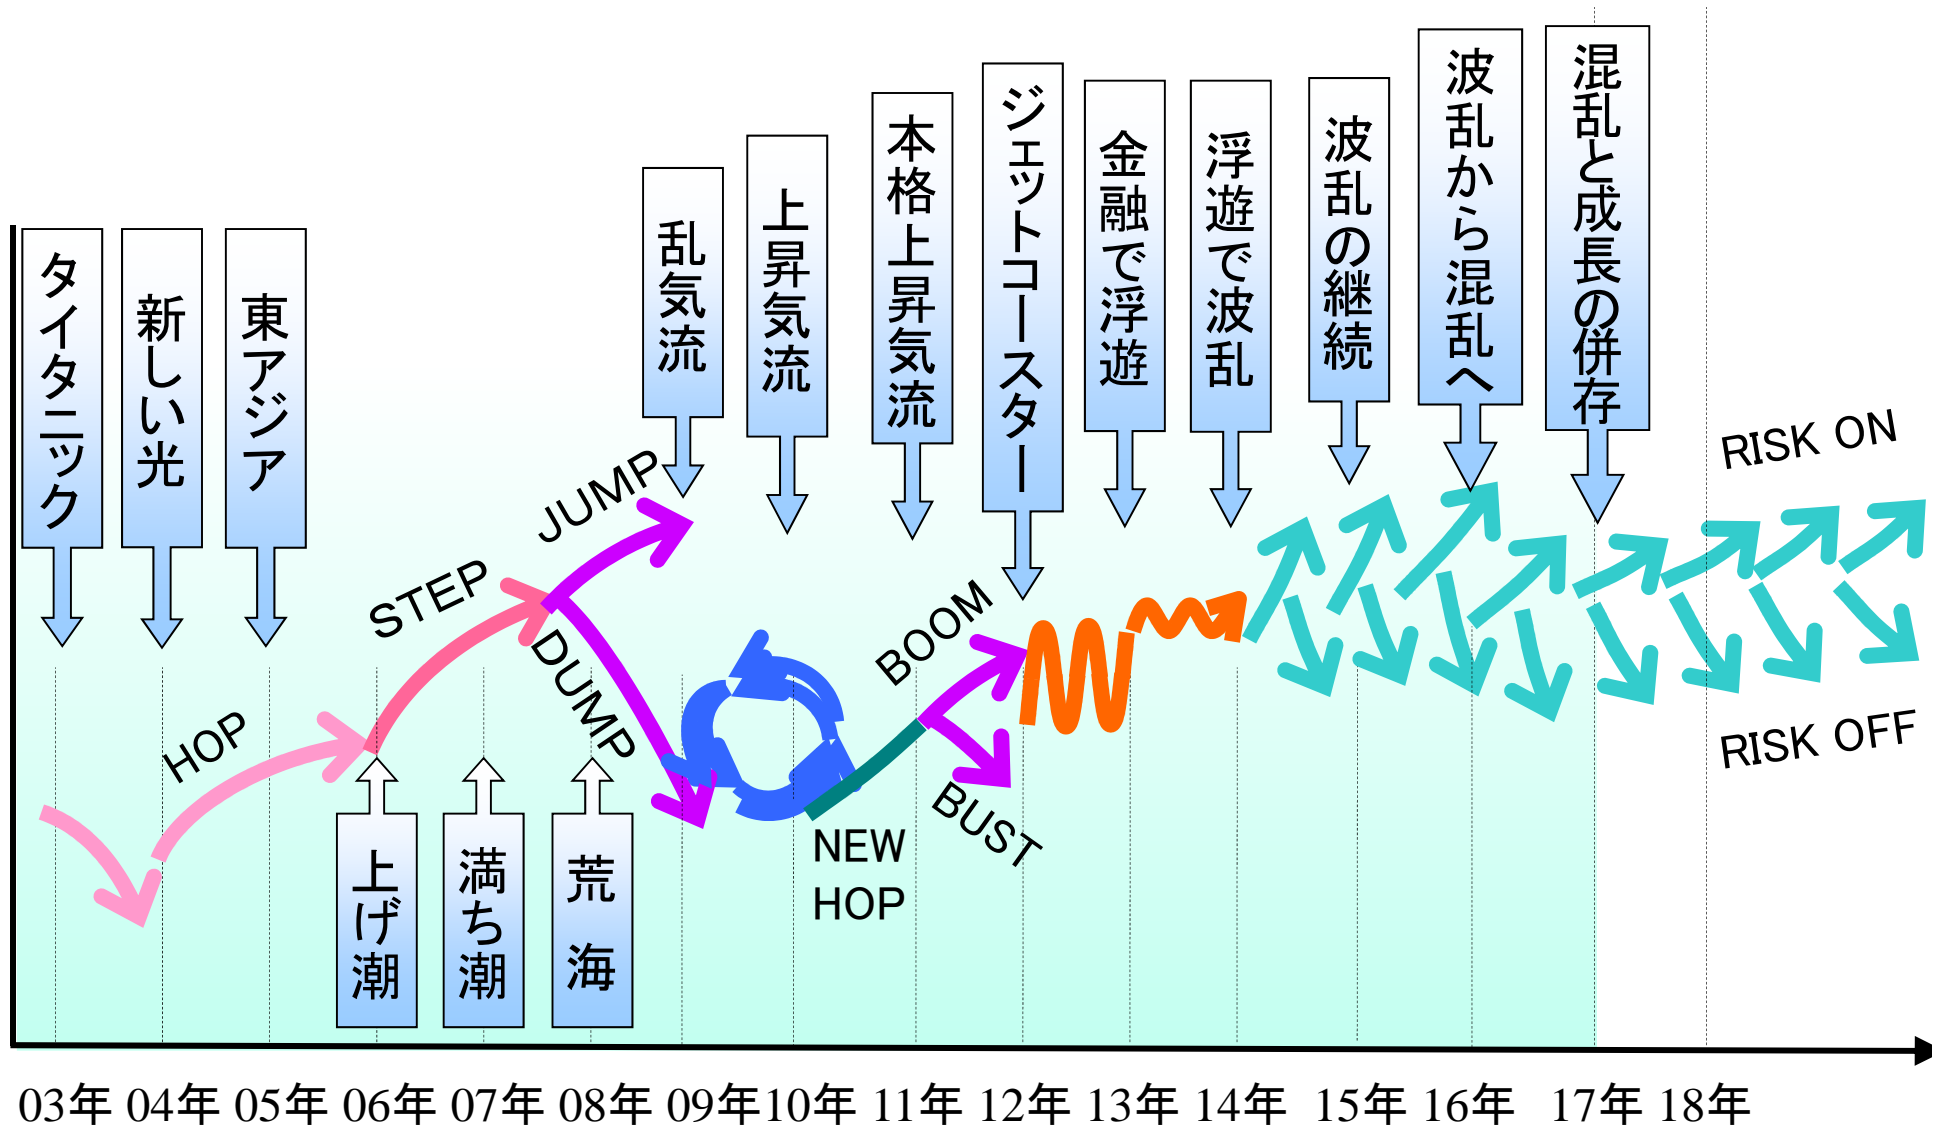 タイタニック
新しい光
東アジア
上げ潮
満ち潮
荒海
乱気流
上昇気流
本格上昇気流
ジェットコースター
金融で浮遊
浮遊で波乱
波乱の継続
波乱から混乱へ
混乱と成長の併存
HOP
STEP
JUMP
DUMP
NEW
HOP
BOOM
BUST
RISK ON
RISK OFF
03年 04年 05年 06年 07年 08年 09年 10年 11年 12年 13年 14年 15年 16年 17年 18年